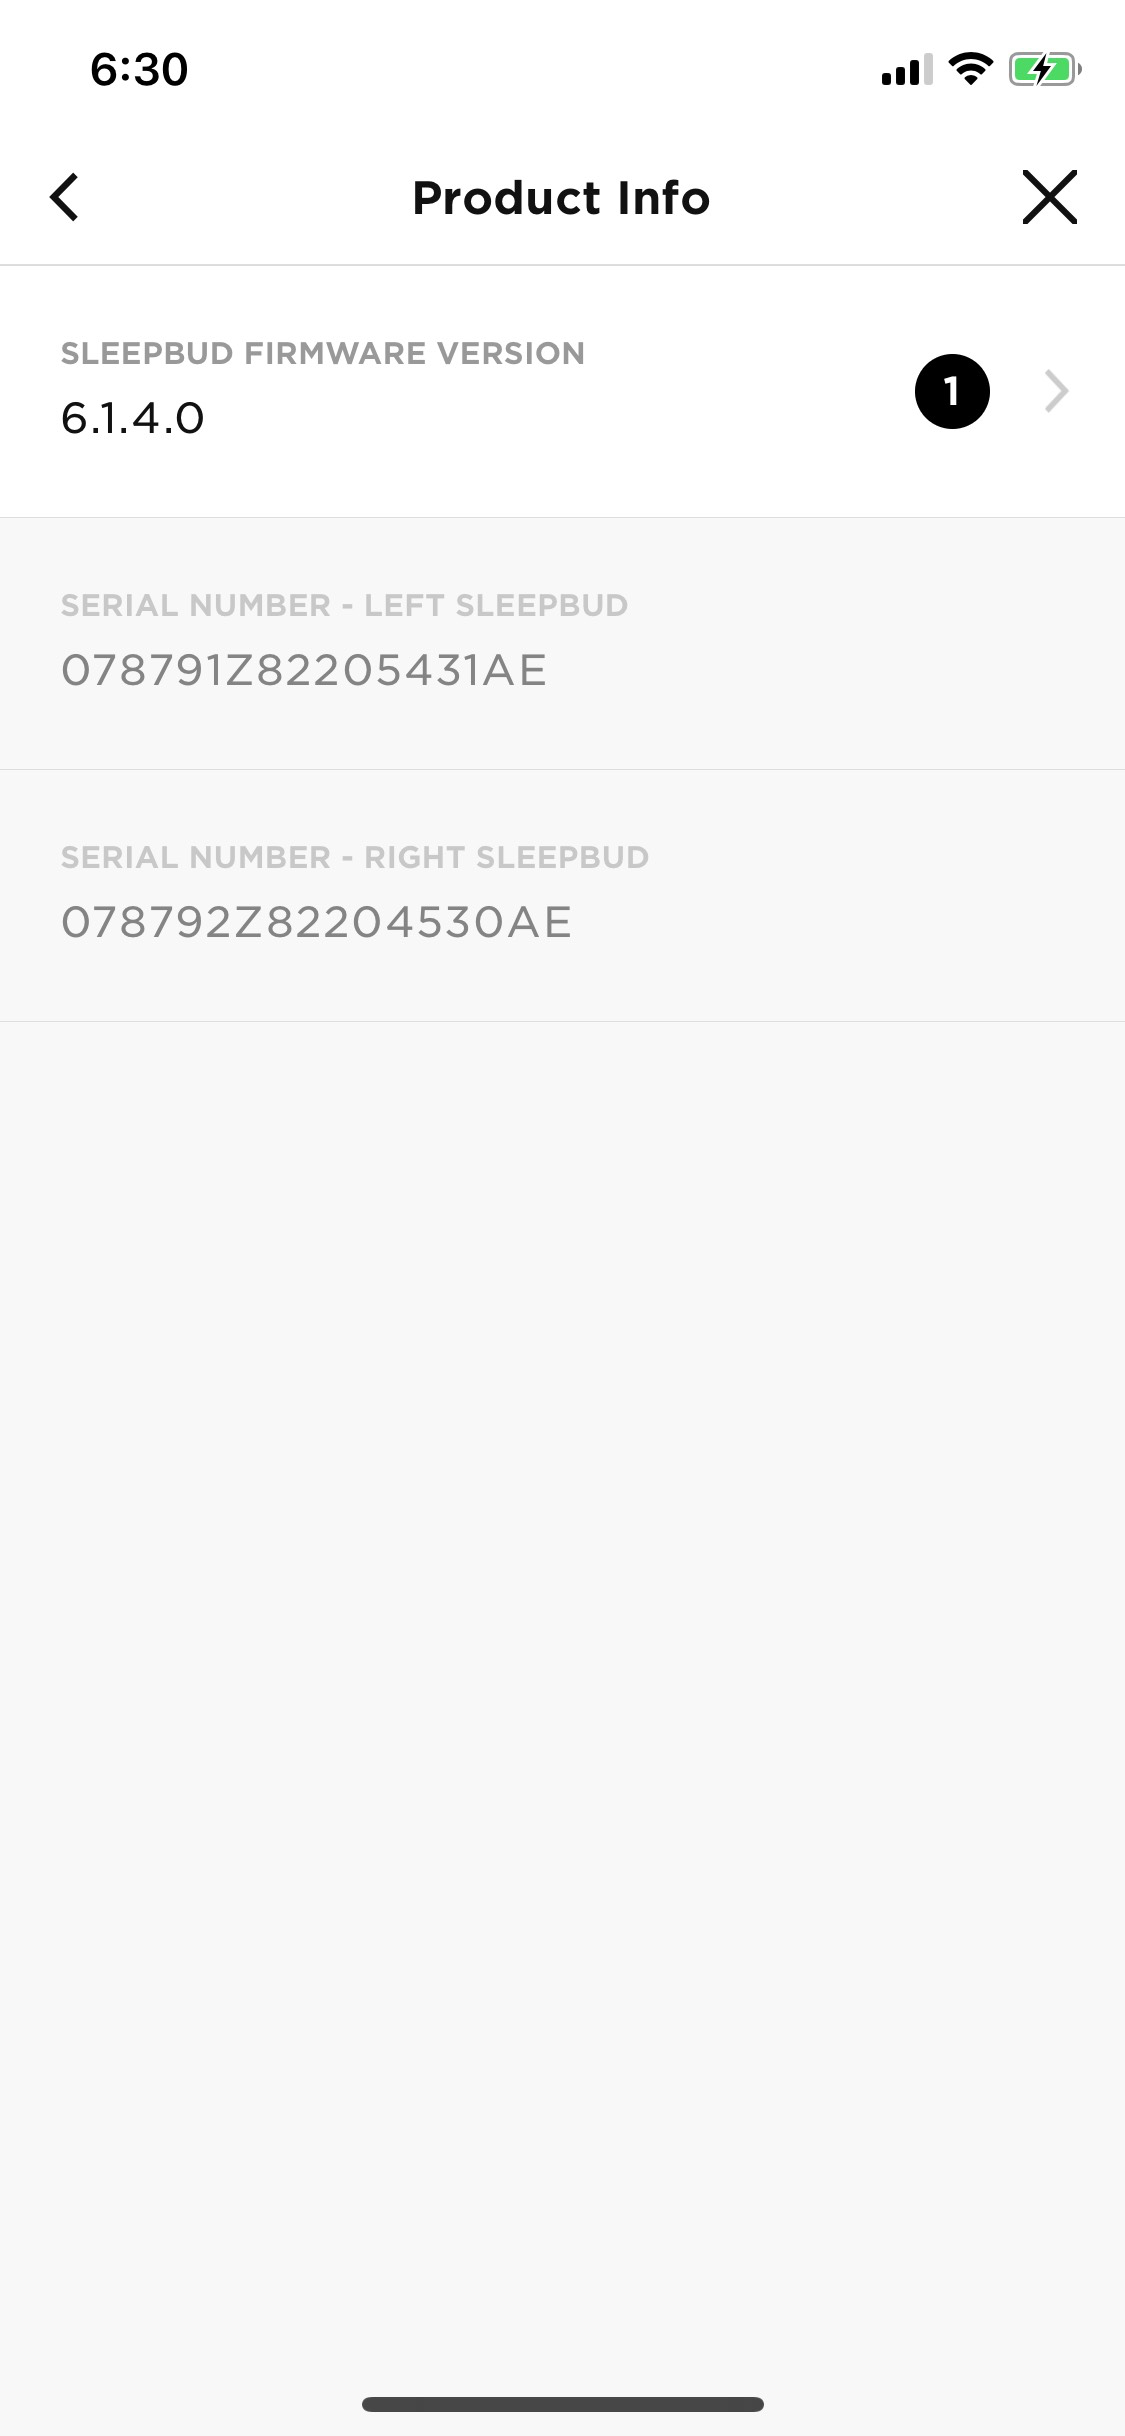 6:30
Product Info
SLEEPBUD FIRMWARE VERSION
6.1.4.0
1
SERIAL NUMBER - LEFT SLEEPBUD
078791Z82205431AE
SERIAL NUMBER - RIGHT SLEEPBUD
078792Z82204530AE